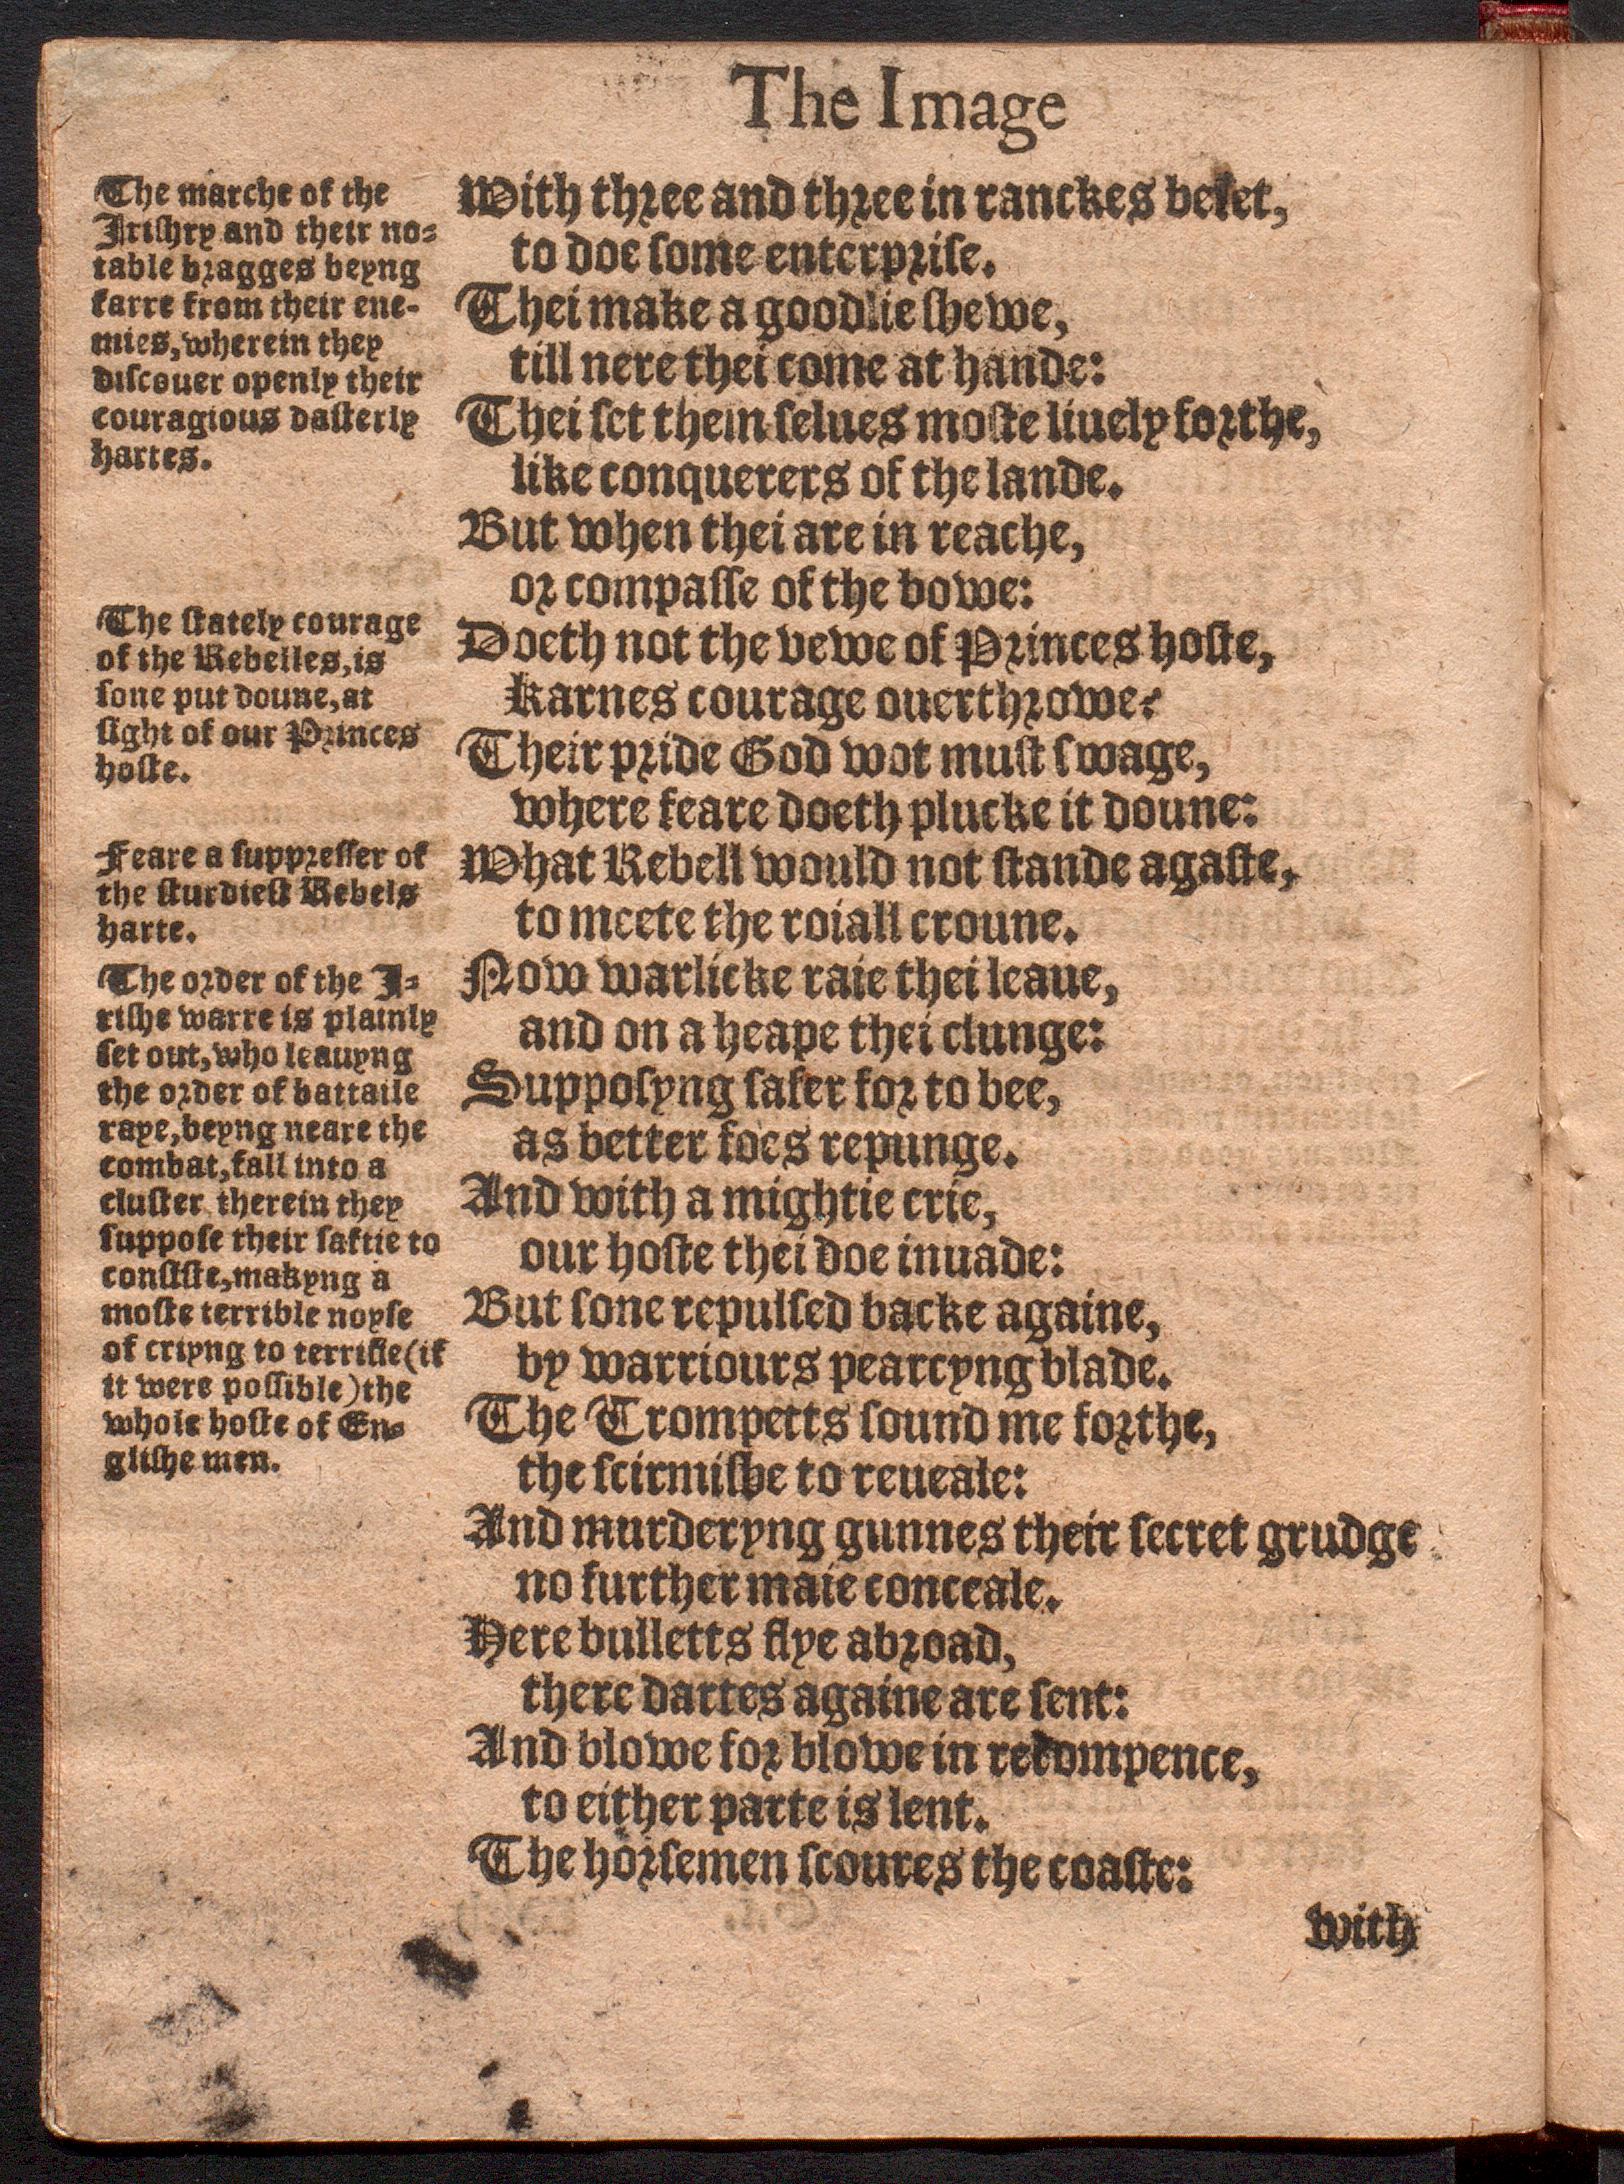 The Image
The marche of the
Irishry and their no-
table bragges beyng
farre from their ene-
mies, wherein they
discouer openly their
couragious dasterly
hartes.
The stately courage
of the Rebelles, is
sone put doune, at
sight of our Princes
hoste.
Feare a suppresser of
the sturdiest Rebels
harte.
The order of the I-
rishe warre is plainly
set out, who leauyng
the order of battaile
raye, beyng neare the
combat, fall into a
cluster therein they
suppose their saftie to
consiste, makyng a
moste terrible noyse
of criyng to terrifie (if
it were possible) the
whole hoste of En-
glishe men.
With three and three in ranckes beset,
to doe some enterprise.
Thei make a goodlie shewe,
till nere thei come at hande:
Thei set them selues moste liuely forthe,
like conquerers of the lande.
But when thei are in reache,
or compasse of the bowe:
Doeth not the vewe of Princes hoste,
karnes courage ouerthrowe?
Their pride God wot must swage,
where feare doeth plucke it doune:
What Rebell would not stande agaste,
to meete the roiall croune.
Now warlicke raie thei leaue,
and on a heape thei clunge:
Supposyng safer for to bee,
as better foes repunge.
And with a mightie crie,
our hoste thei doe inuade:
But sone repulsed backe againe,
by warriours pearcyng blade.
The Trompetts sound me forthe,
the scirmishe to reueale:
And murderyng gunnes their secret grudge
no further maie conceale.
Here bulletts flye abroad,
there dartes againe are sent:
And blowe for blowe in recompence,
to either parte is lent.
The horsemen scoures the coaste:
with